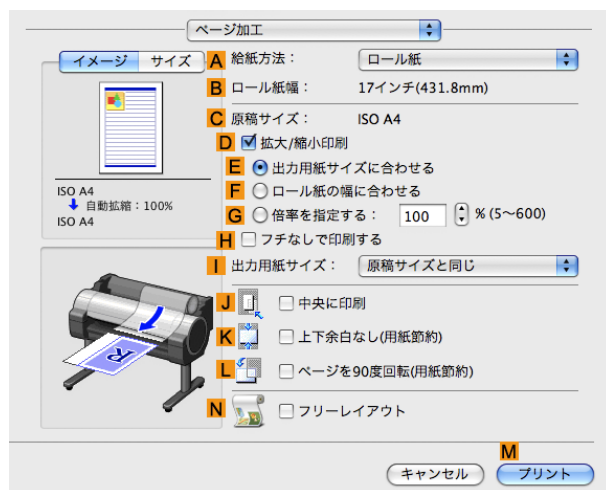 ページ加工
イメージ サイズ
A 給紙方法： ロール紙
B ロール紙幅： 17インチ(431.8mm)
C 原稿サイズ： ISO A4
D 拡大/縮小印刷
E 出力用紙サイズに合わせる
F ロール紙の幅に合わせる
G 倍率を指定する： 100 % (5～600)
H フチなしで印刷する
ISO A4
自動拡縮：100%
ISO A4
I 出力用紙サイズ： 原稿サイズと同じ
J 中央に印刷
K 上下余白なし(用紙節約)
L ページを90度回転(用紙節約)
N フリーレイアウト
R
M
キャンセル プリント